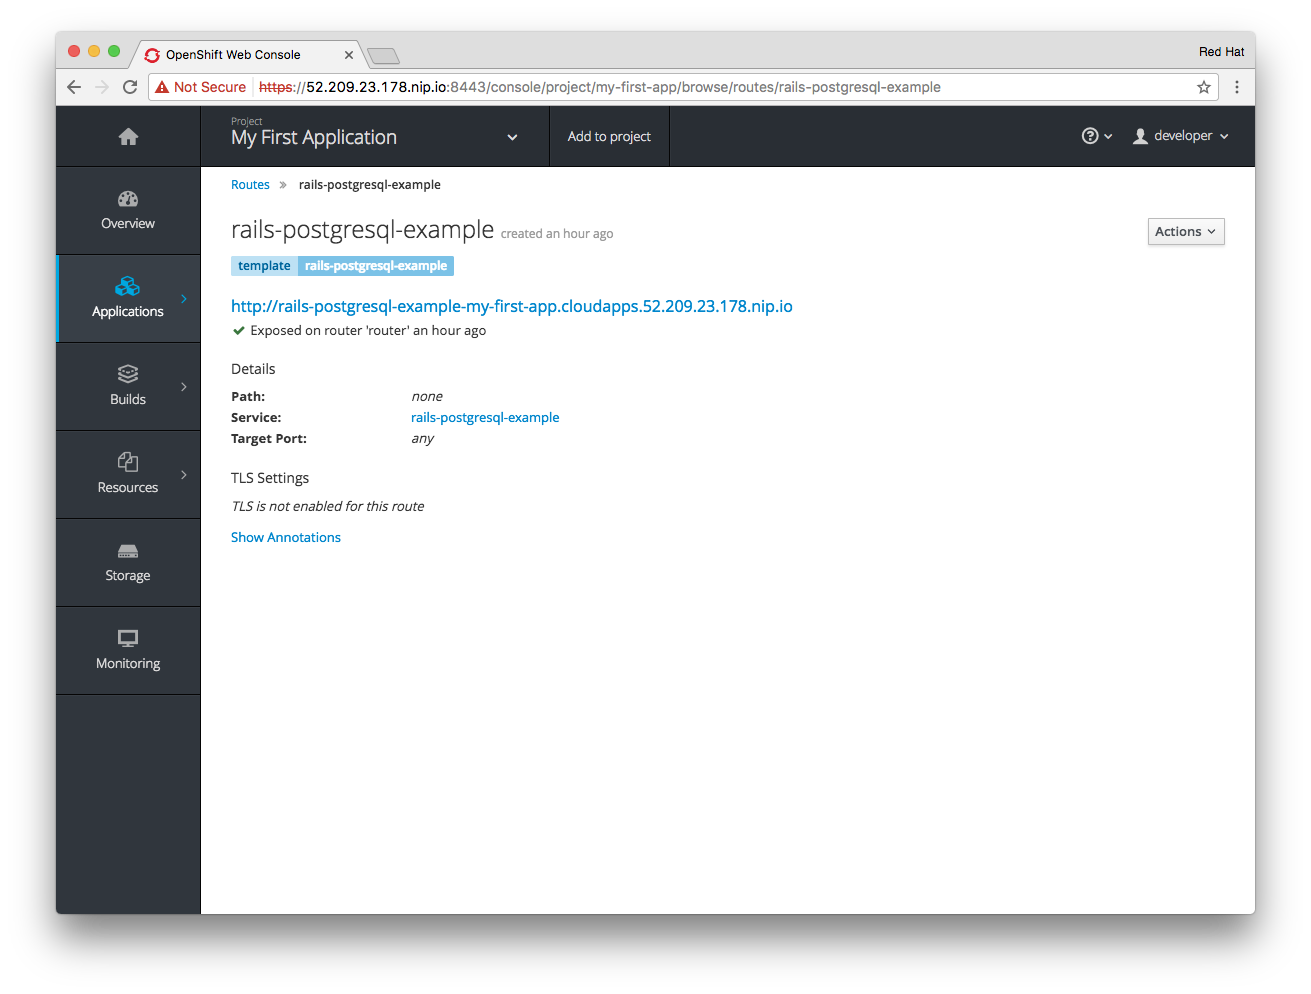 OpenShift Web Console
Red Hat
Not Secure https://52.209.23.178.nip.io:8443/console/project/my-first-app/browse/routes/rails-postgresql-example
Project
My First Application
Add to project
developer
Overview
Applications
Builds
Resources
Storage
Monitoring
Routes » rails-postgresql-example
rails-postgresql-example created an hour ago
Actions
template rails-postgresql-example
http://rails-postgresql-example-my-first-app.cloudapps.52.209.23.178.nip.io
Exposed on router 'router' an hour ago
Details
Path: none
Service: rails-postgresql-example
Target Port: any
TLS Settings
TLS is not enabled for this route
Show Annotations